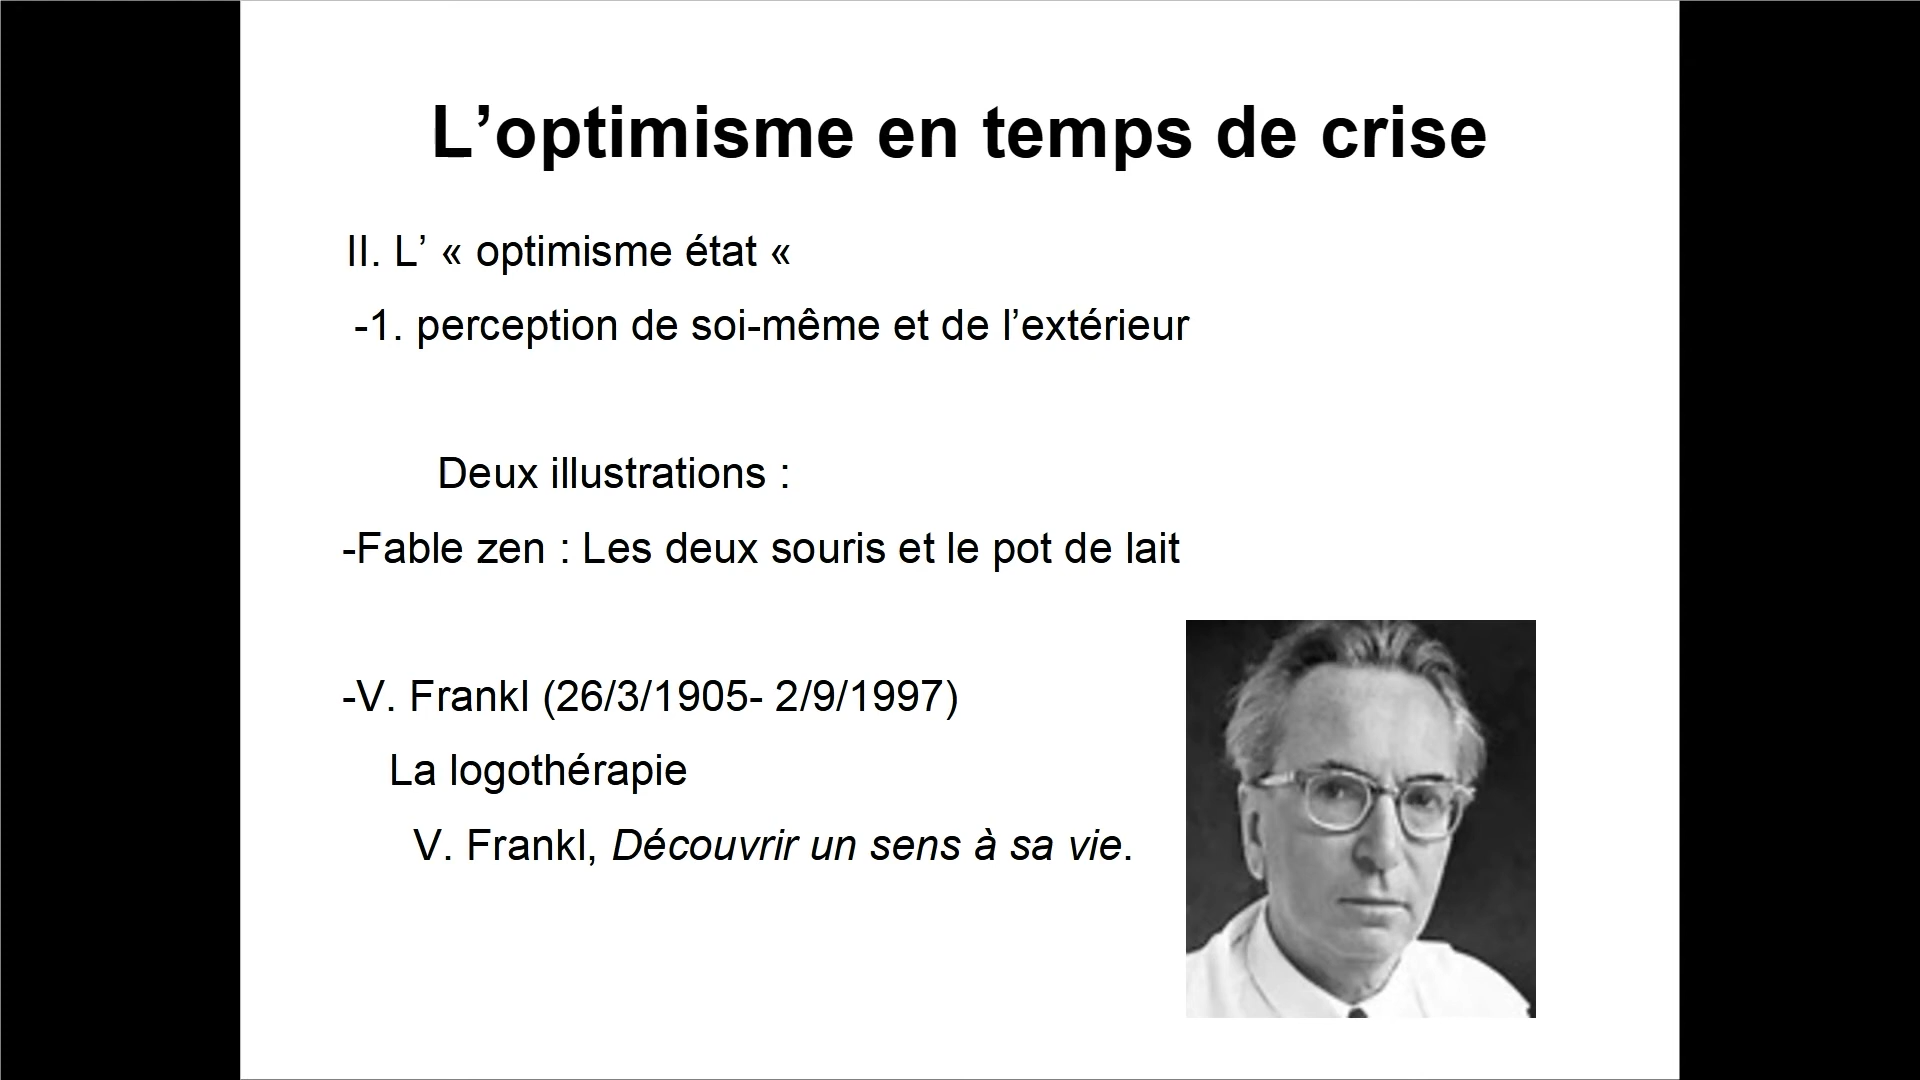 L’optimisme en temps de crise
II. L’ « optimisme état «
-1. perception de soi-même et de l’extérieur
Deux illustrations :
-Fable zen : Les deux souris et le pot de lait
-V. Frankl (26/3/1905- 2/9/1997)
La logothérapie
V. Frankl, Découvrir un sens à sa vie.